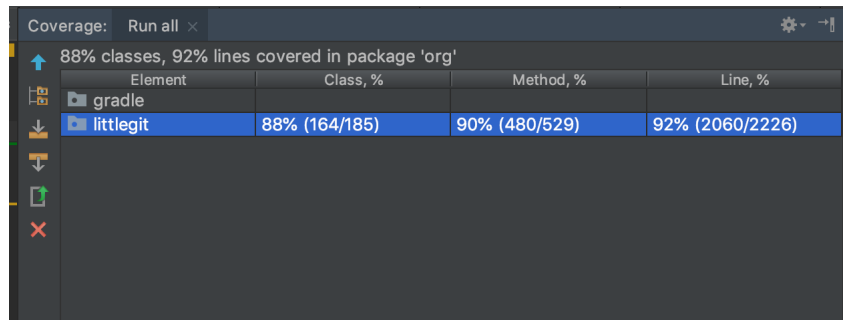 Coverage: Run all
88% classes, 92% lines covered in package 'org'
Element Class, % Method, % Line, %
gradle
littlegit 88% (164/185) 90% (480/529) 92% (2060/2226)